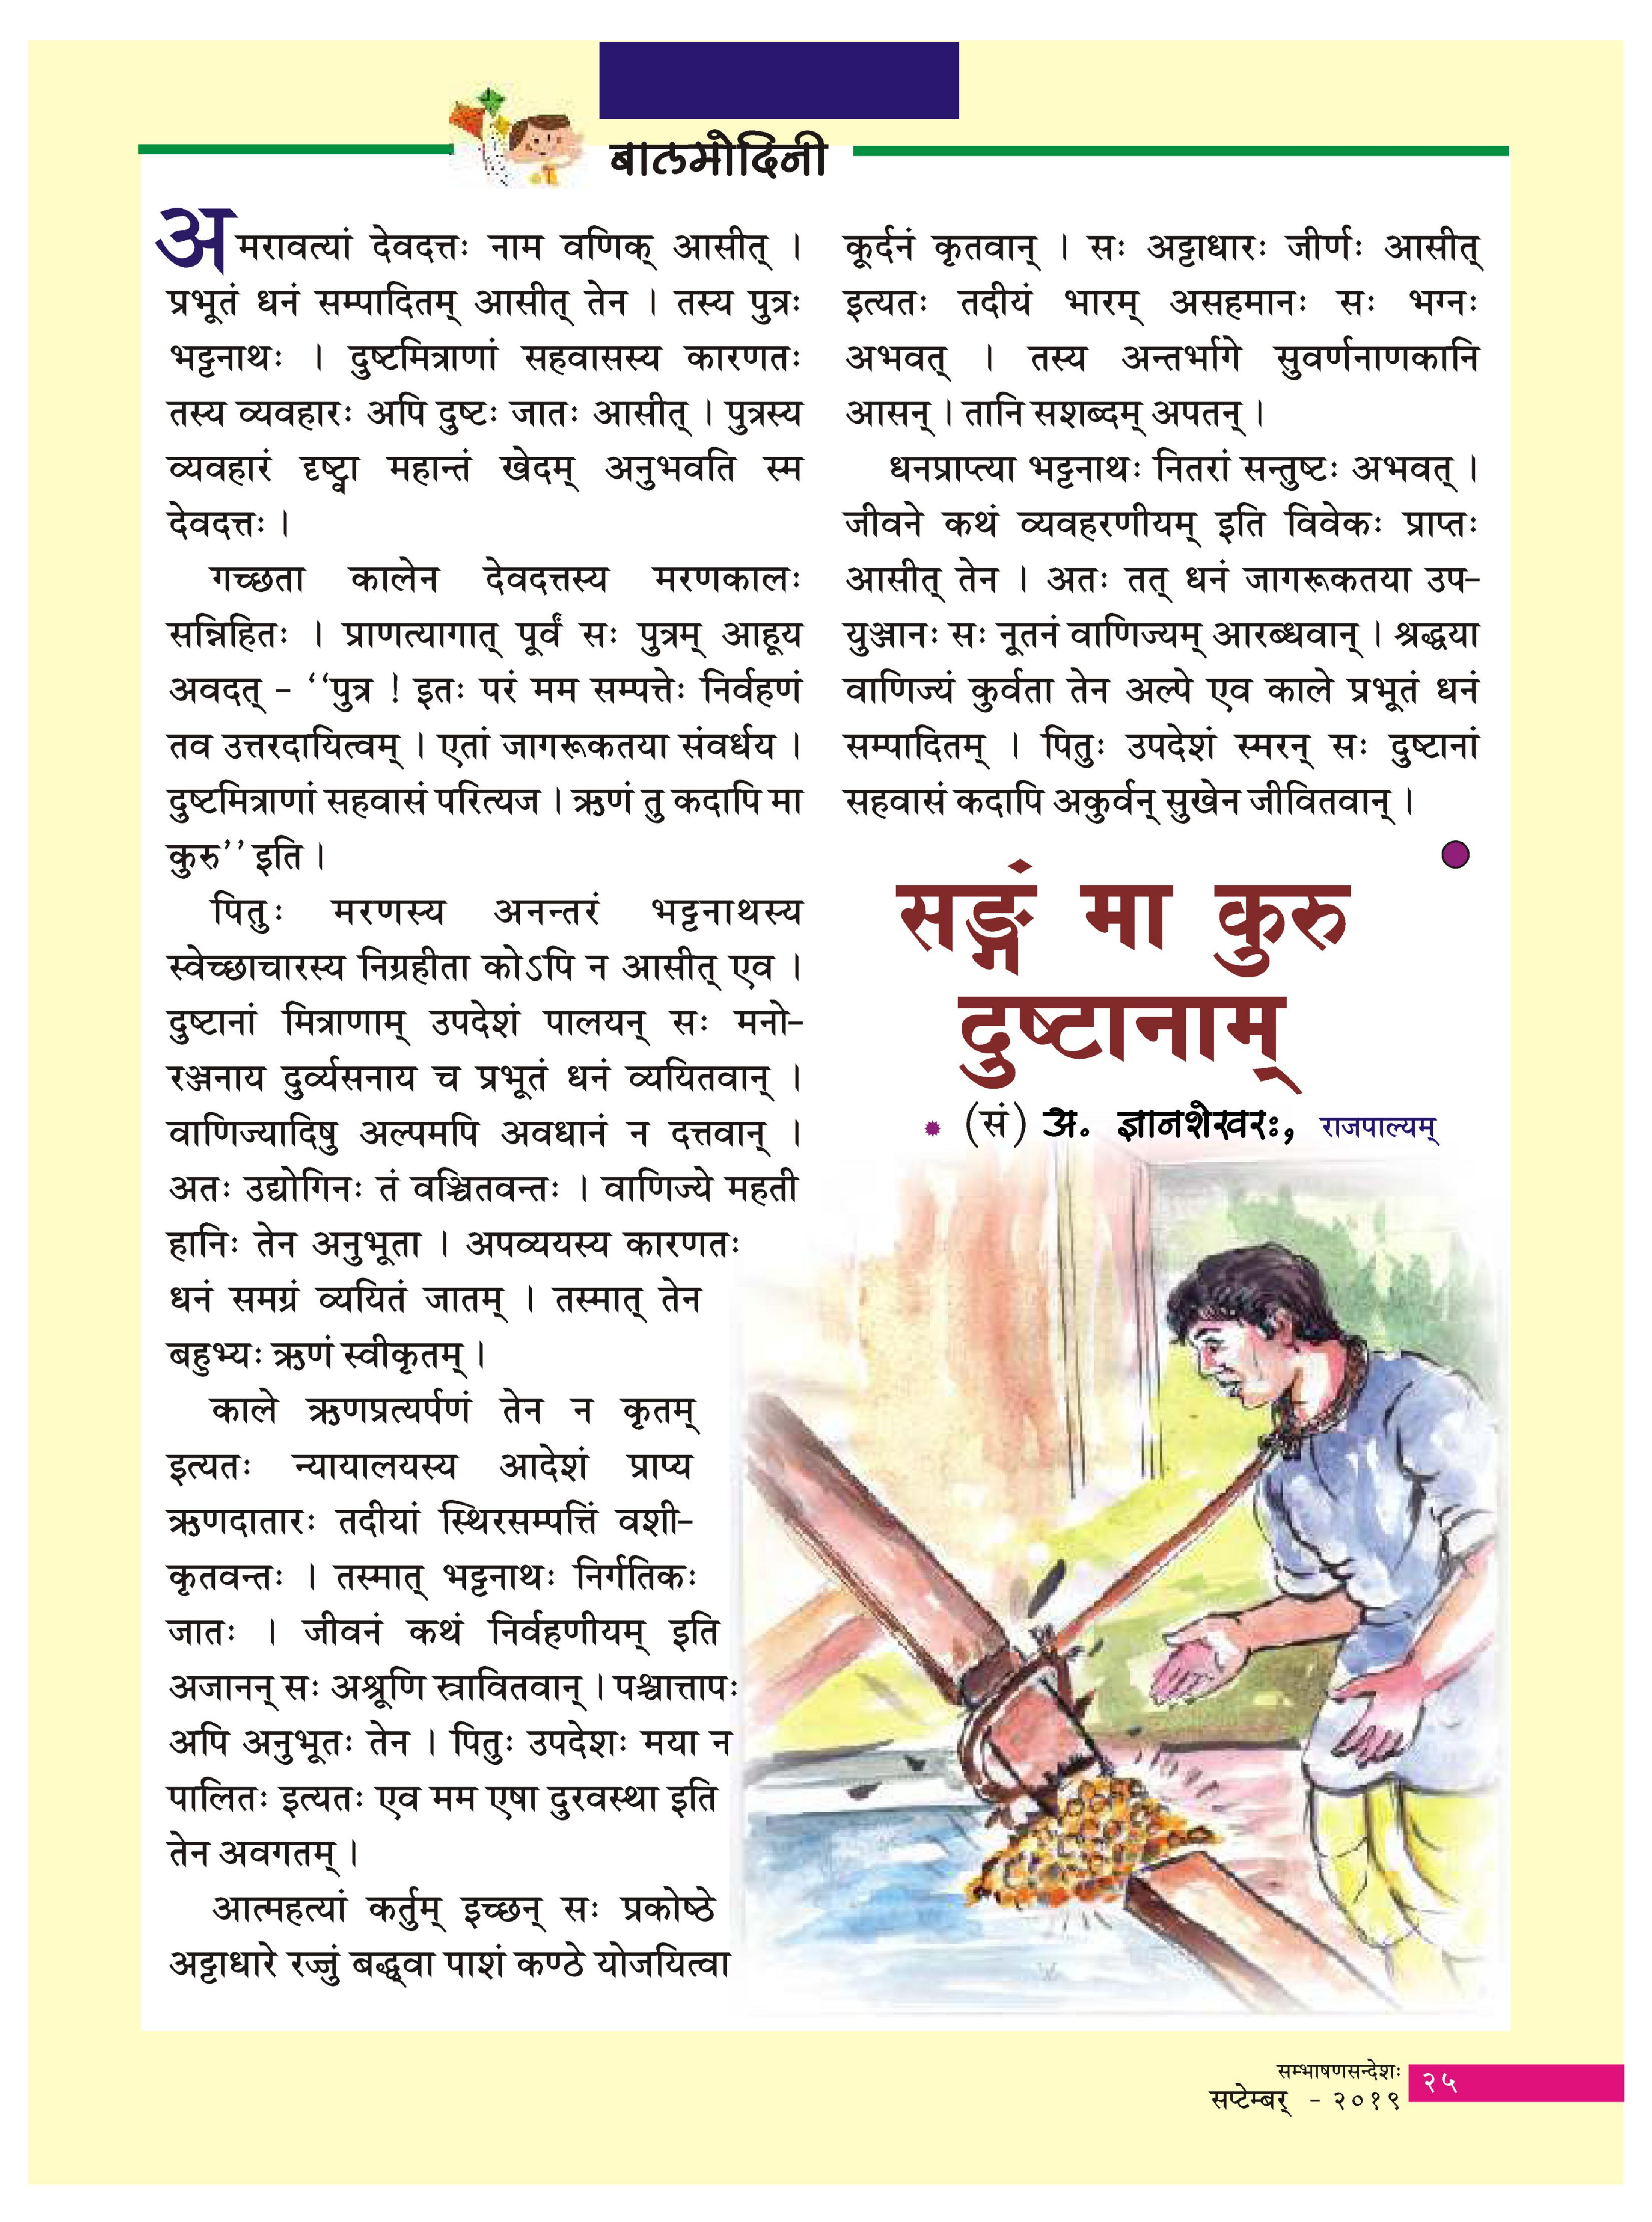 बालमोदिनी
अमरावत्यां देवदत्तः नाम वणिक् आसीत् ।
प्रभूतं धनं सम्पादितम् आसीत् तेन । तस्य पुत्रः
भट्टनाथः । दुष्टमित्राणां सहवासस्य कारणतः
तस्य व्यवहारः अपि दुष्टः जातः आसीत् । पुत्रस्य
व्यवहारं दृष्ट्वा महान्तं खेदम् अनुभवति स्म
देवदत्तः ।
गच्छता कालेन देवदत्तस्य मरणकालः
सन्निहितः । प्राणत्यागात् पूर्वं सः पुत्रम् आहूय
अवदत् - ‘‘पुत्र ! इतः परं मम सम्पत्तेः निर्वहणं
तव उत्तरदायित्वम् । एतां जागरूकतया संवर्धय ।
दुष्टमित्राणां सहवासं परित्यज । ऋणं तु कदापि मा
कुरु’’ इति ।
पितुः मरणस्य अनन्तरं भट्टनाथस्य
स्वेच्छाचारस्य निग्रहीता कोऽपि न आसीत् एव ।
दुष्टानां मित्राणाम् उपदेशं पालयन् सः मनो-
रञ्जनाय दुर्व्यसनाय च प्रभूतं धनं व्ययितवान् ।
वाणिज्यादिषु अल्पमपि अवधानं न दत्तवान् ।
अतः उद्योगिनः तं वञ्चितवन्तः । वाणिज्ये महती
हानिः तेन अनुभूता । अपव्ययस्य कारणतः
धनं समग्रं व्ययितं जातम् । तस्मात् तेन
बहुभ्यः ऋणं स्वीकृतम् ।
काले ऋणप्रत्यर्पणं तेन न कृतम्
इत्यतः न्यायालयस्य आदेशं प्राप्य
ऋणदातारः तदीयां स्थिरसम्पत्तिं वशी-
कृतवन्तः । तस्मात् भट्टनाथः निर्गतिकः
जातः । जीवनं कथं निर्वहणीयम् इति
अजानन् सः अश्रूणि स्रावितवान् । पश्चात्तापः
अपि अनुभूतः तेन । पितुः उपदेशः मया न
पालितः इत्यतः एव मम एषा दुरवस्था इति
तेन अवगतम् ।
आत्महत्यां कर्तुम् इच्छन् सः प्रकोष्ठे
अट्टाधारे रज्जुं बद्ध्वा पाशं कण्ठे योजयित्वा
कूर्दनं कृतवान् । सः अट्टाधारः जीर्णः आसीत्
इत्यतः तदीयं भारम् असहमानः सः भग्नः
अभवत् । तस्य अन्तर्भागे सुवर्णनाणकानि
आसन् । तानि सशब्दम् अपतन् ।
धनप्राप्त्या भट्टनाथः नितरां सन्तुष्टः अभवत् ।
जीवने कथं व्यवहरणीयम् इति विवेकः प्राप्तः
आसीत् तेन । अतः तत् धनं जागरूकतया उप-
युञ्जानः सः नूतनं वाणिज्यम् आरब्धवान् । श्रद्धया
वाणिज्यं कुर्वता तेन अल्पे एव काले प्रभूतं धनं
सम्पादितम् । पितुः उपदेशं स्मरन् सः दुष्टानां
सहवासं कदापि अकुर्वन् सुखेन जीवितवान् ।
सङ्गं मा कुरु
दुष्टानाम्
(सं) अ. ज्ञानशेखरः, राजपाल्यम्
सम्भाषणसन्देशः
सप्टेम्बर् - २०१९
२५